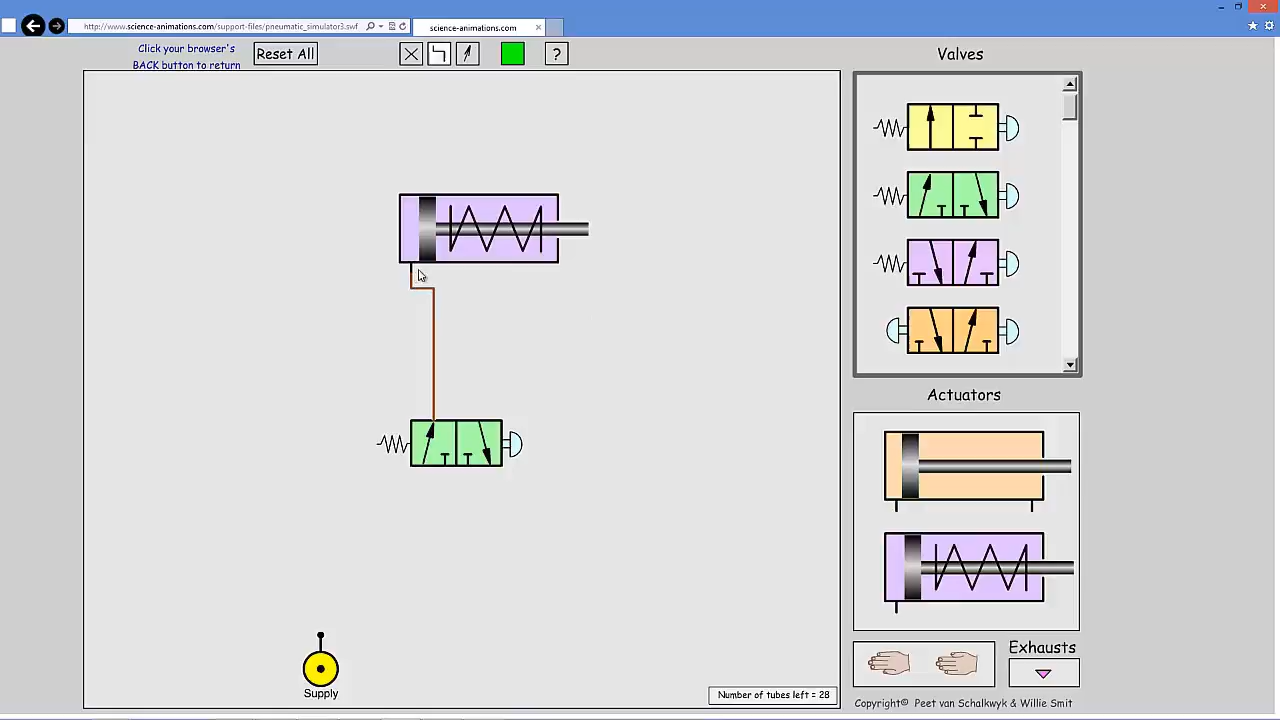 http://www.science-animations.com/support-files/pneumatic_simulator3.swf
science-animations.com
Click your browser's
BACK button to return
Reset All
?
Valves
Actuators
Exhausts
Supply
Number of tubes left = 28
Copyright© Peet van Schalkwyk & Willie Smit